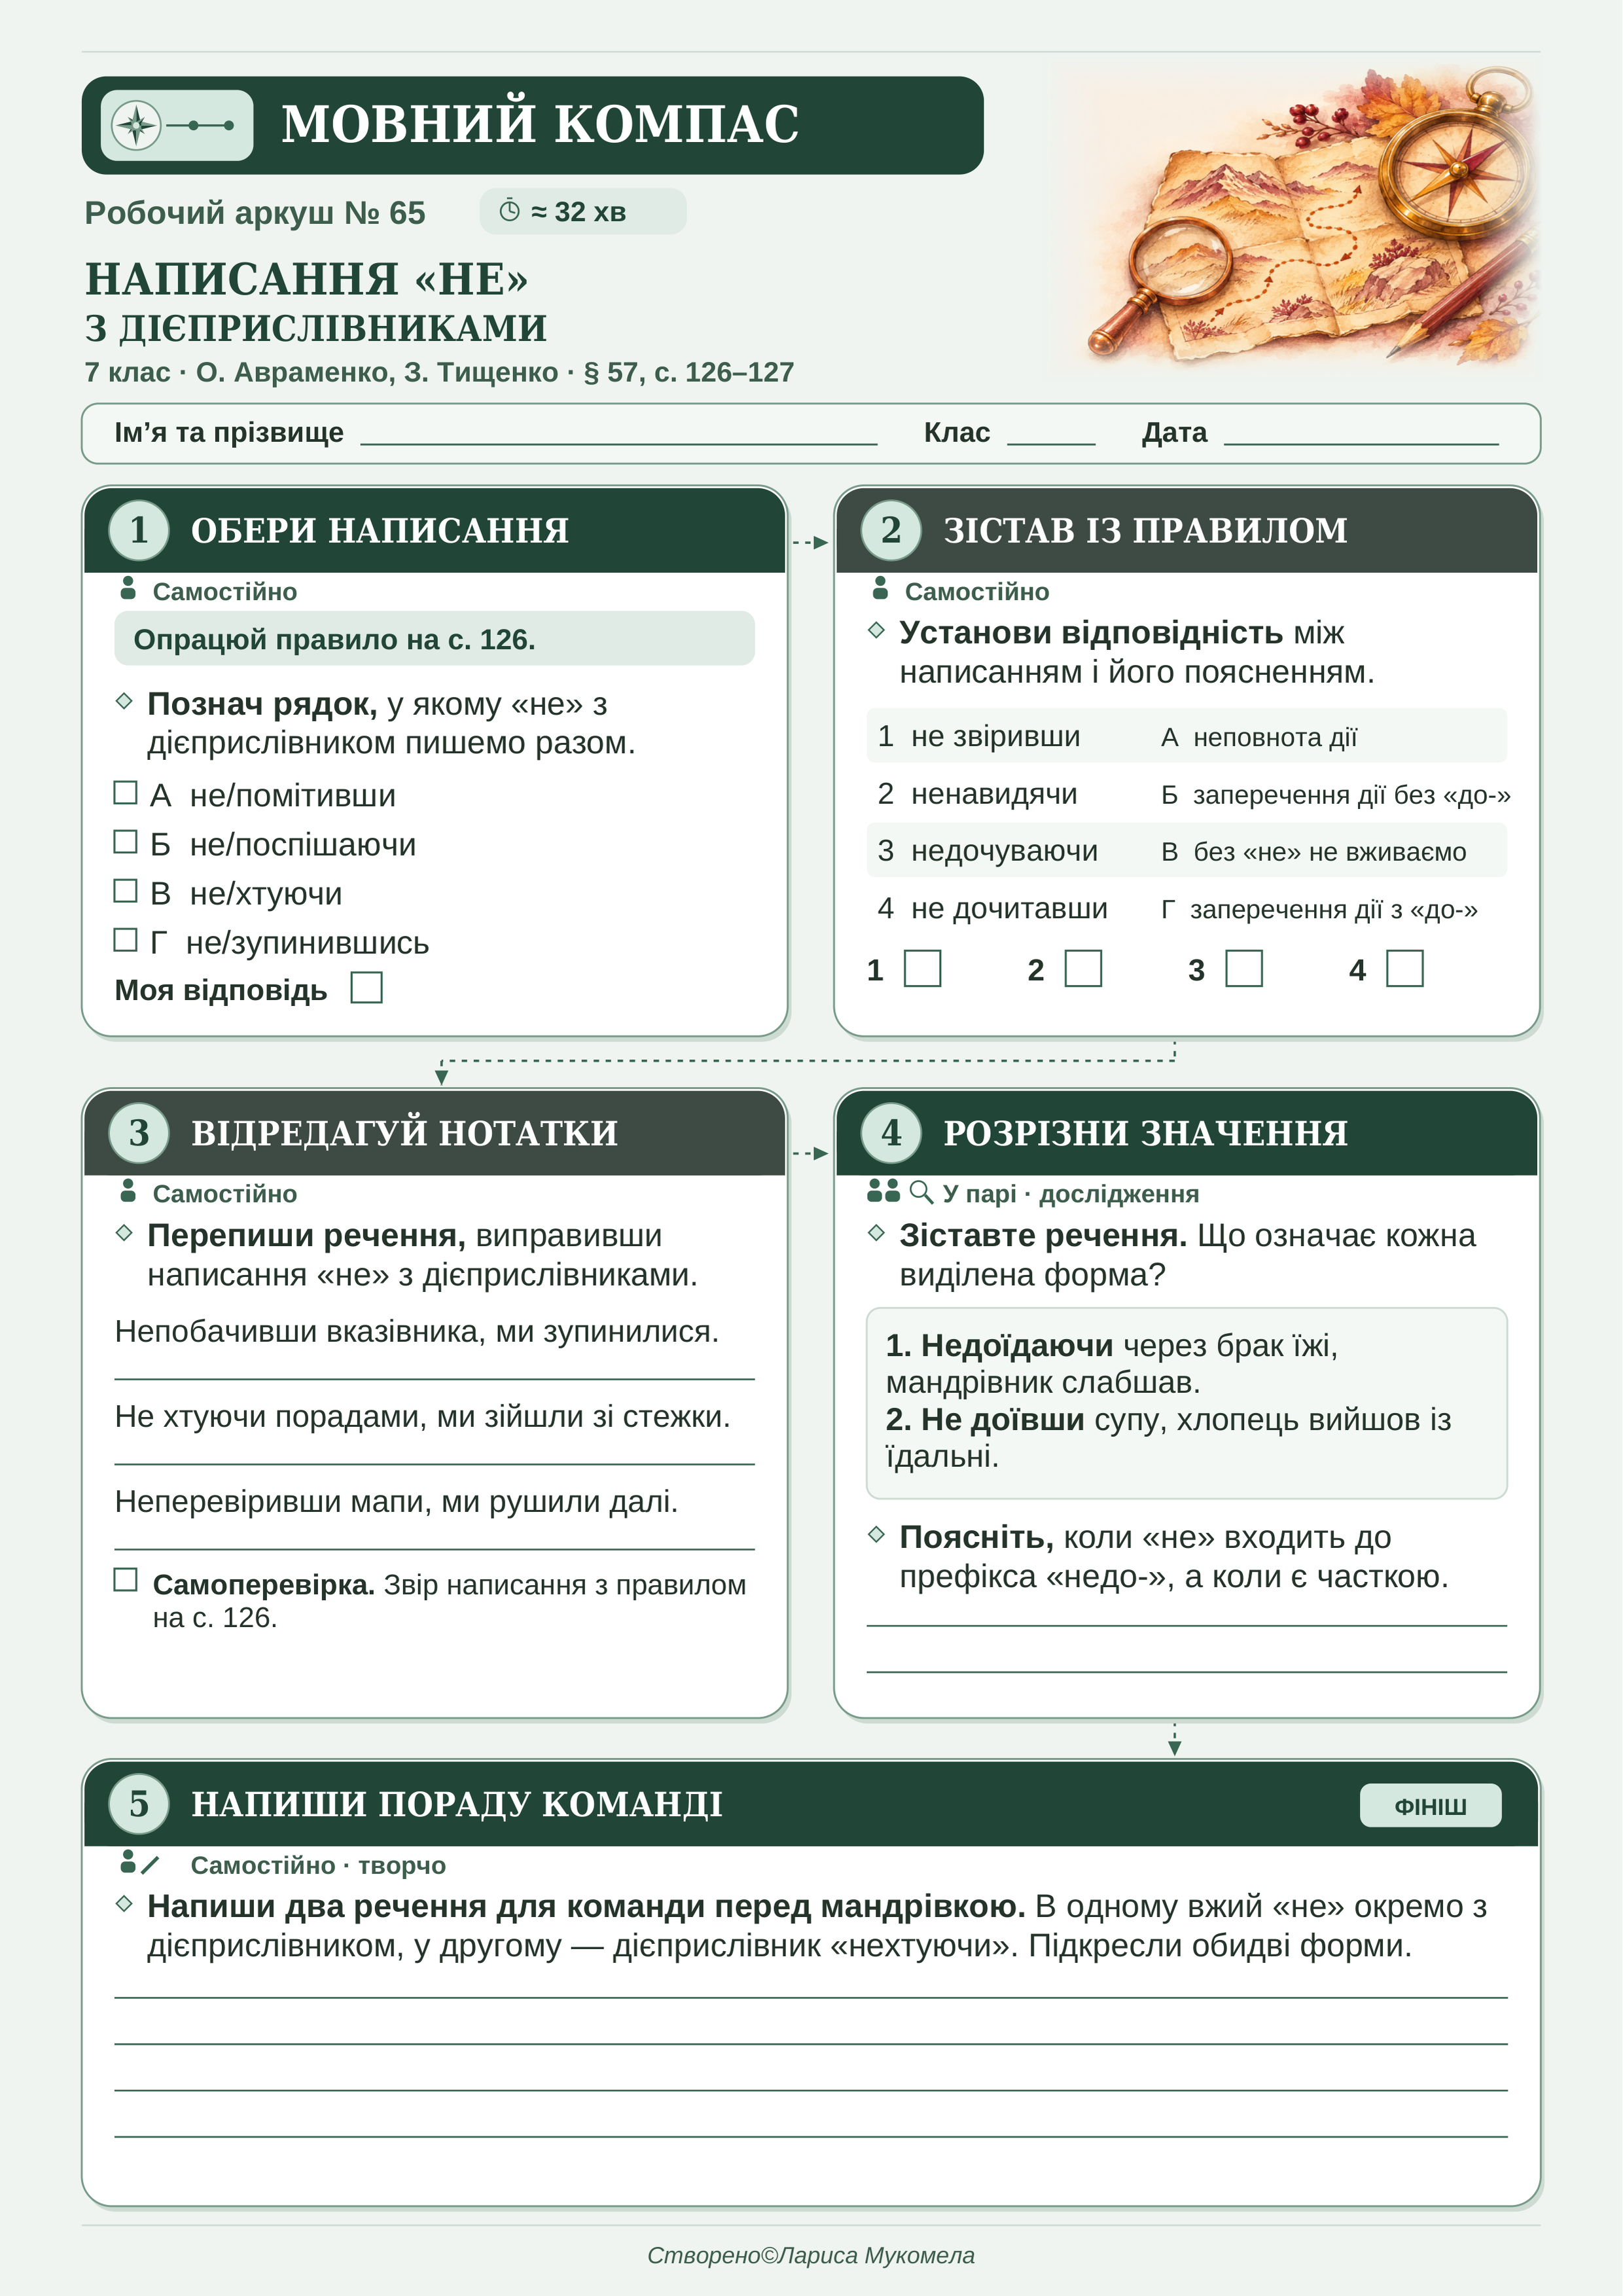 МОВНИЙ КОМПАС
Робочий аркуш № 65
≈ 32 хв
НАПИСАННЯ «НЕ»
З ДІЄПРИСЛІВНИКАМИ
7 клас · О. Авраменко, З. Тищенко · § 57, с. 126–127
Ім’я та прізвище
Клас
Дата
1 ОБЕРИ НАПИСАННЯ
Самостійно
Опрацюй правило на с. 126.
Познач рядок, у якому «не» з
дієприслівником пишемо разом.
А не/помітивши
Б не/поспішаючи
В не/хтуючи
Г не/зупинившись
Моя відповідь
2 ЗІСТАВ ІЗ ПРАВИЛОМ
Самостійно
Установи відповідність між
написанням і його поясненням.
1 не звіривши А неповнота дії
2 ненавидячи Б заперечення дії без «до-»
3 недочуваючи В без «не» не вживаємо
4 не дочитавши Г заперечення дії з «до-»
1 2 3 4
3 ВІДРЕДАГУЙ НОТАТКИ
Самостійно
Перепиши речення, виправивши
написання «не» з дієприслівниками.
Непобачивши вказівника, ми зупинилися.
Не хтуючи порадами, ми зійшли зі стежки.
Неперевіривши мапи, ми рушили далі.
Самоперевірка. Звір написання з правилом
на с. 126.
4 РОЗРІЗНИ ЗНАЧЕННЯ
У парі · дослідження
Зіставте речення. Що означає кожна
виділена форма?
1. Недоїдаючи через брак їжі,
мандрівник слабшав.
2. Не доївши супу, хлопець вийшов із
їдальні.
Поясніть, коли «не» входить до
префікса «недо-», а коли є часткою.
5 НАПИШИ ПОРАДУ КОМАНДІ
ФІНІШ
Самостійно · творчо
Напиши два речення для команди перед мандрівкою. В одному вжий «не» окремо з
дієприслівником, у другому — дієприслівник «нехтуючи». Підкресли обидві форми.
Створено©Лариса Мукомела